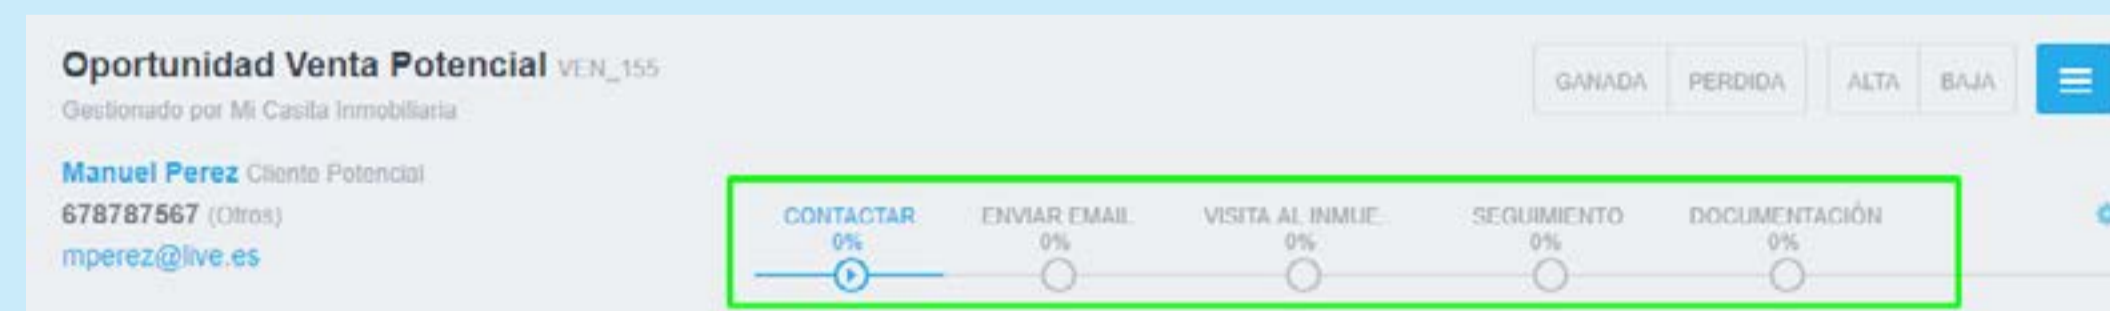 Oportunidad Venta Potencial VEN_155
Gestionado por Mi Casita Inmobiliaria
GANADA PERDIDA ALTA BAJA
Manuel Perez Cliente Potencial
678787567 (Otros)
mperez@live.es
CONTACTAR ENVIAR EMAIL VISITA AL INMUE. SEGUIMIENTO DOCUMENTACIÓN
0% 0% 0% 0% 0%